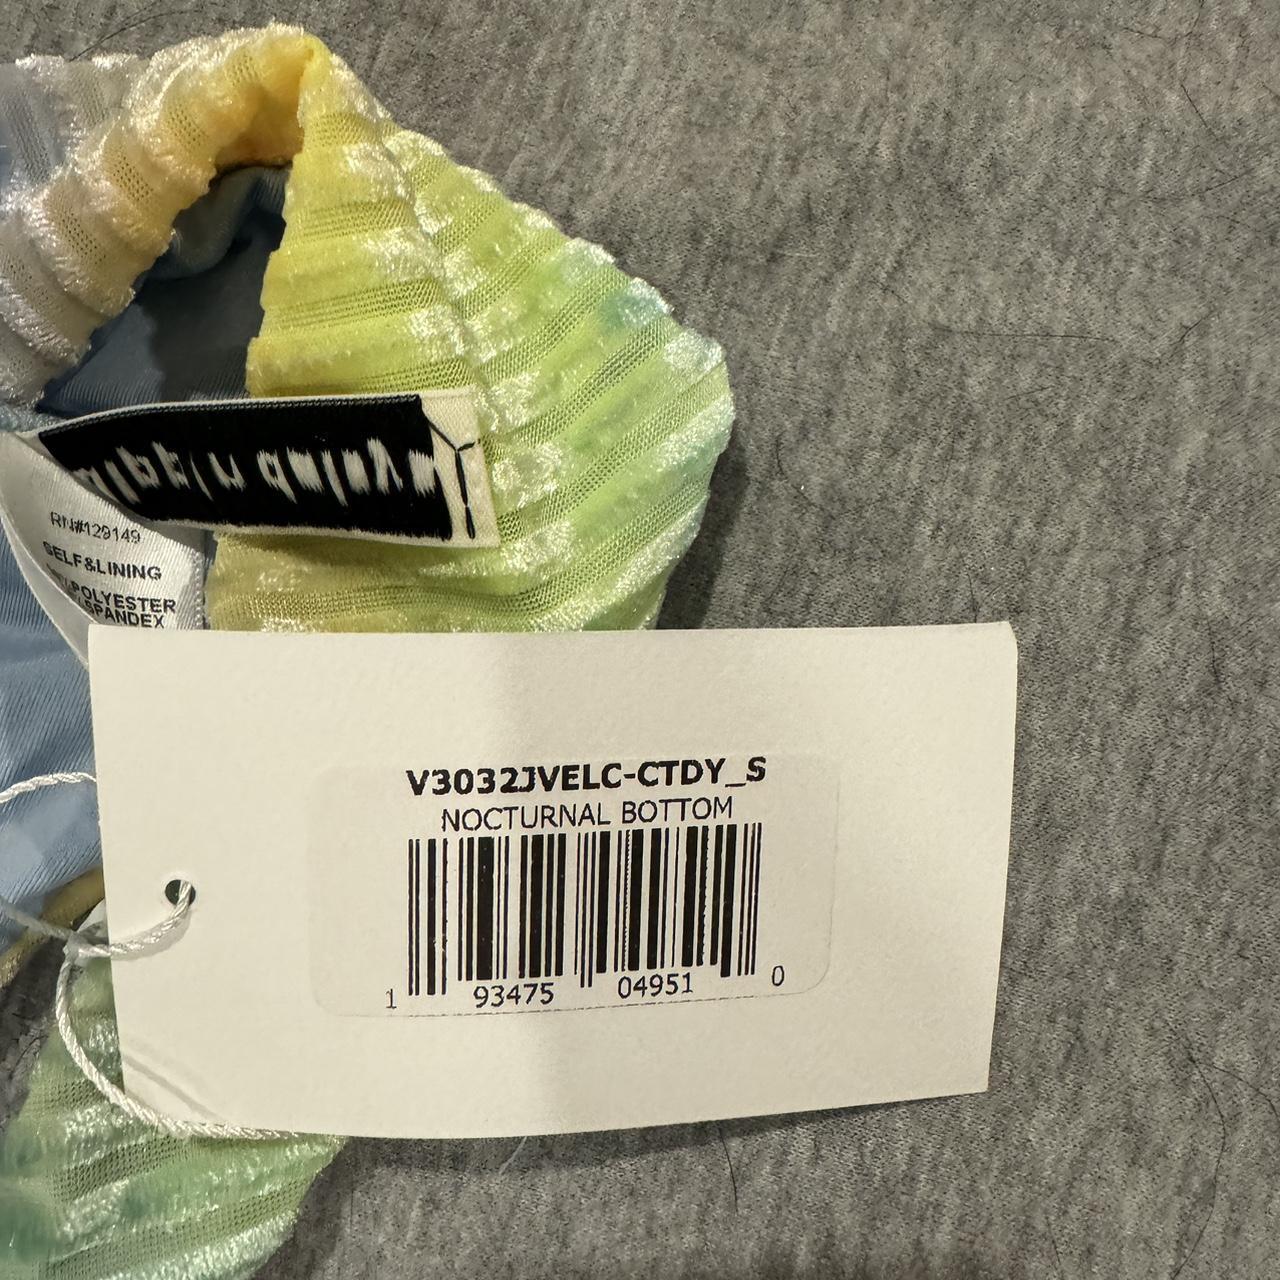 RN#129149
SELF&LINING
POLYESTER
SPANDEX
V3032JVELC-CTDY_S
NOCTURNAL BOTTOM
1 93475 04951 0